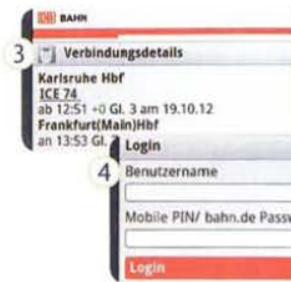 DB BAHN
3 Verbindungsdetails
Karlsruhe Hbf
ICE 74
ab 12:51 +0 Gl. 3 am 19.10.12
Frankfurt(Main)Hbf
an 13:53 Gl.
Login
4 Benutzername
Mobile PIN/ bahn.de Passw
Login